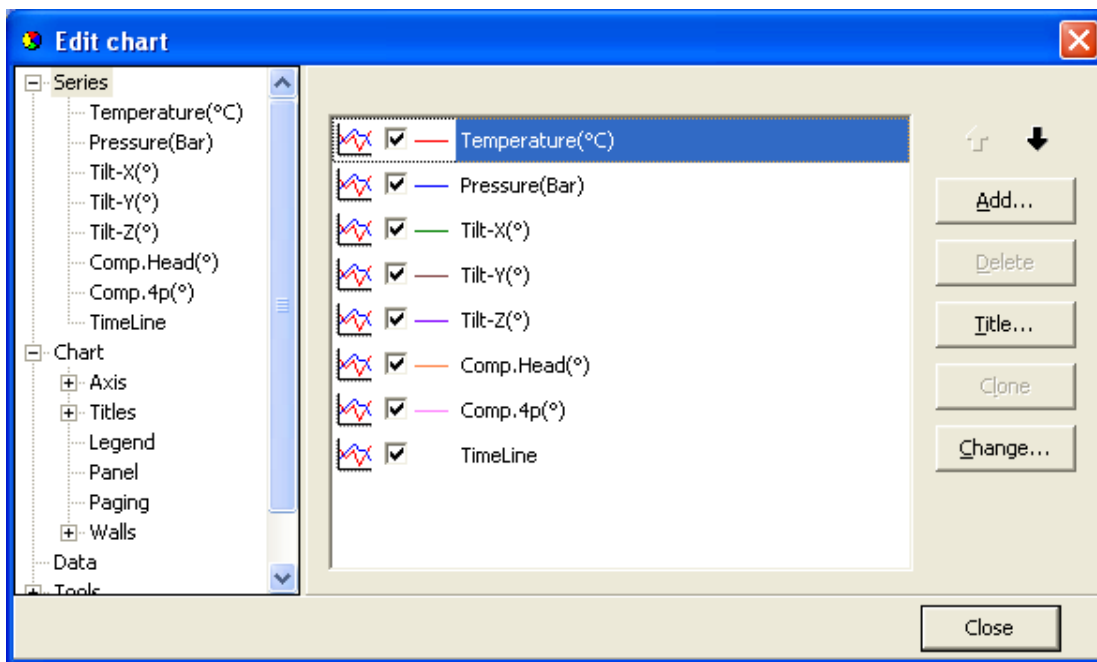 Edit chart
Series
Temperature(°C)
Pressure(Bar)
Tilt-X(°)
Tilt-Y(°)
Tilt-Z(°)
Comp.Head(°)
Comp.4p(°)
TimeLine
Chart
Axis
Titles
Legend
Panel
Paging
Walls
Data
Tools
Temperature(°C)
Pressure(Bar)
Tilt-X(°)
Tilt-Y(°)
Tilt-Z(°)
Comp.Head(°)
Comp.4p(°)
TimeLine
Add...
Delete
Title...
Clone
Change...
Close